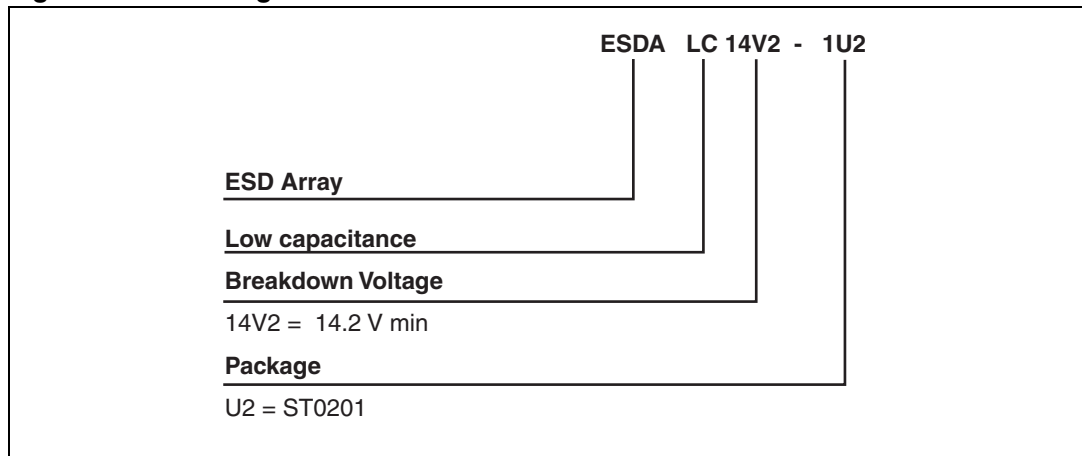 ESDA LC 14V2 - 1U2
ESD Array
Low capacitance
Breakdown Voltage
14V2 = 14.2 V min
Package
U2 = ST0201